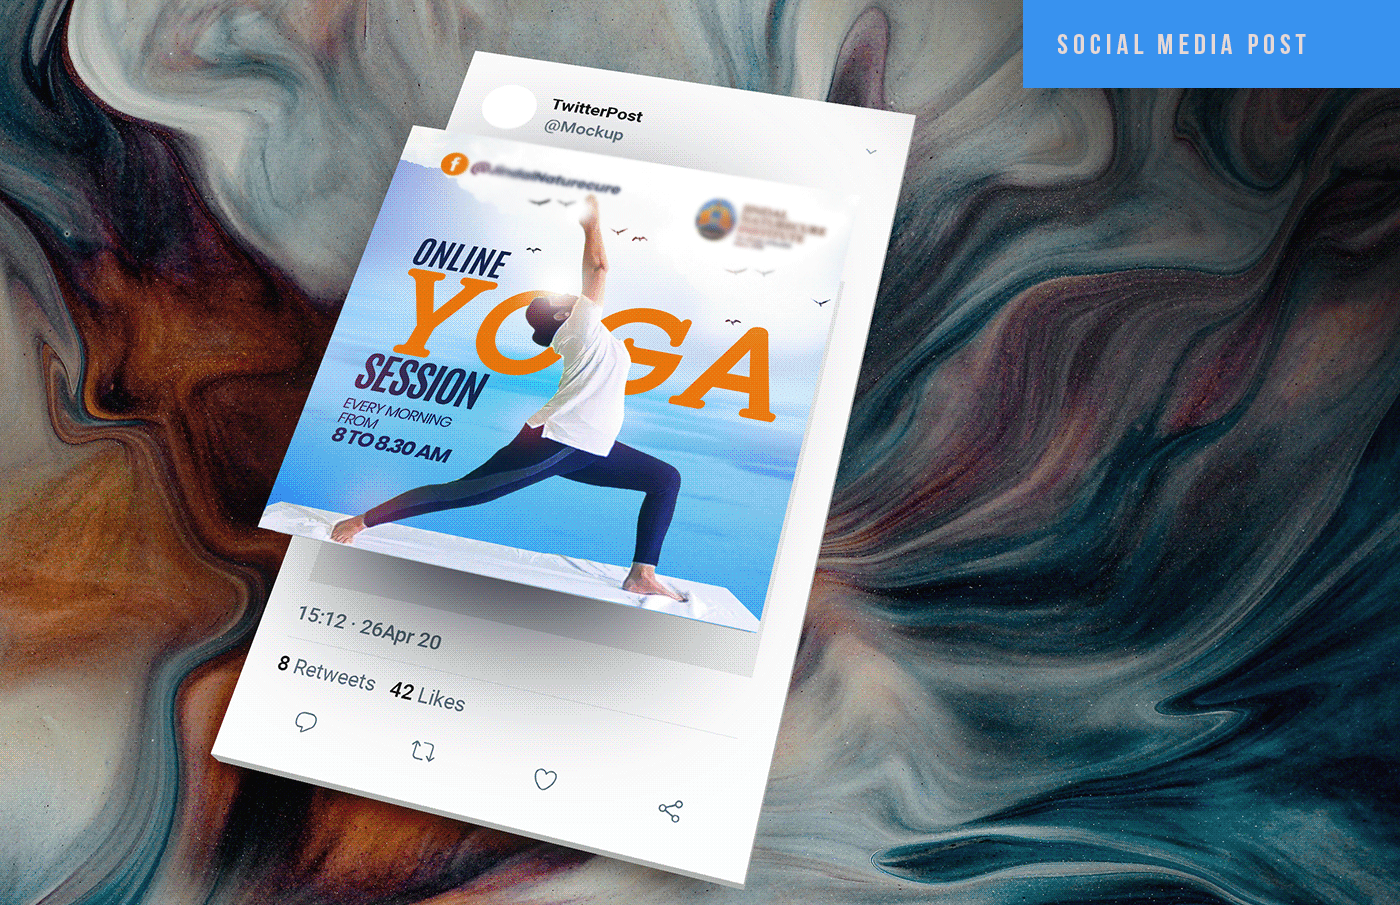 SOCIAL MEDIA POST
TwitterPost
@Mockup
ONLINE
YOGA
SESSION
EVERY MORNING
FROM
8 TO 8.30 AM
15:12 · 26Apr 20
8 Retweets 42 Likes